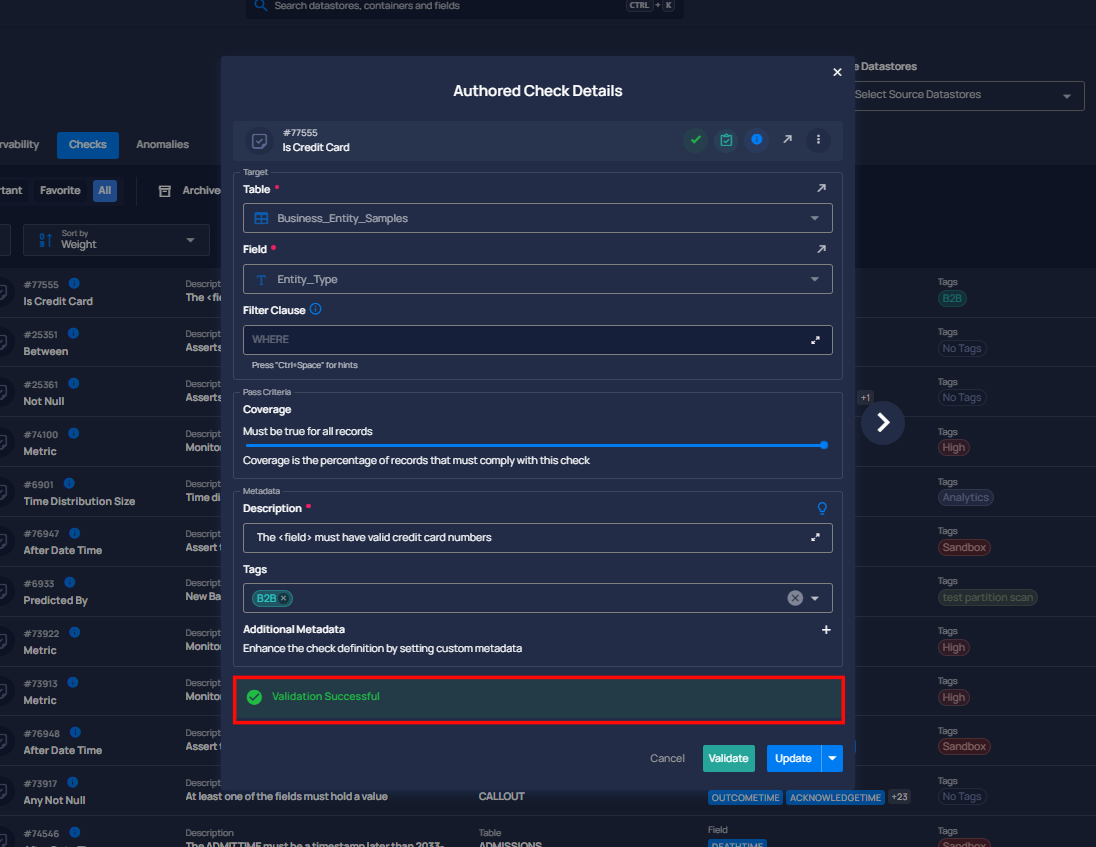 Search datastores, containers and fields
CTRL + K
Authored Check Details
e Datastores
Select Source Datastores
rvability
Checks
Anomalies
rtant
Favorite
All
Archive
Sort by
Weight
#77555
Is Credit Card
Target
Table *
Business_Entity_Samples
Field *
Entity_Type
Filter Clause
WHERE
Press "Ctrl+Space" for hints
Pass Criteria
Coverage
Must be true for all records
Coverage is the percentage of records that must comply with this check
Metadata
Description *
The <field> must have valid credit card numbers
Tags
B2B
Additional Metadata
Enhance the check definition by setting custom metadata
Validation Successful
Cancel
Validate
Update
#77555
Is Credit Card
Descript
The <fie
Tags
B2B
#25351
Between
Descript
Asserts
Tags
No Tags
#25361
Not Null
Descript
Asserts
+1
Tags
No Tags
#74100
Metric
Descript
Monitor
Tags
High
#6901
Time Distribution Size
Descript
Time di
Tags
Analytics
#76947
After Date Time
Descript
Assert t
Tags
Sandbox
#6933
Predicted By
Descript
New Ba
Tags
test partition scan
#73922
Metric
Descript
Monito
Tags
High
#73913
Metric
Descript
Monito
Tags
High
#76948
After Date Time
Descript
Assert t
Tags
Sandbox
#73917
Any Not Null
Descript
At least one of the fields must hold a value
CALLOUT
OUTCOMETIME ACKNOWLEDGETIME +23
Tags
No Tags
#74546
Description
The ADMITTIME must be a timestamp later than 2033-
Table
ADMISSIONS
Field
DEATHTIME
Tags
Sandbox